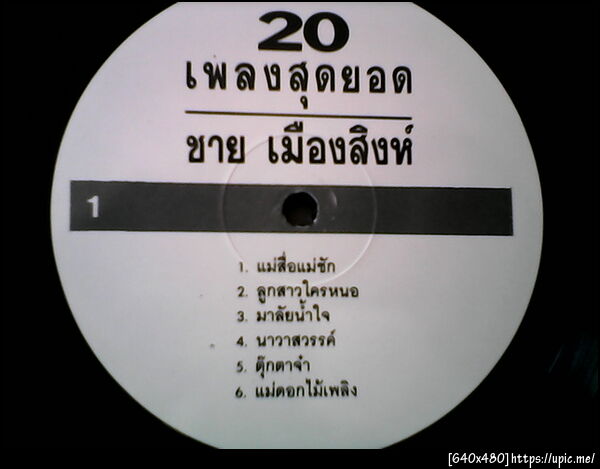 20
เพลงสุดยอด
ชาย เมืองสิงห์
1
1. แม่สื่อแม่ชัก
2. ลูกสาวใครหนอ
3. มาลัยน้ำใจ
4. นาวาสวรรค์
5. ตุ๊กตาจ๋า
6. แม่ดอกไม้เพลิง
[640x480]https://upic.me/